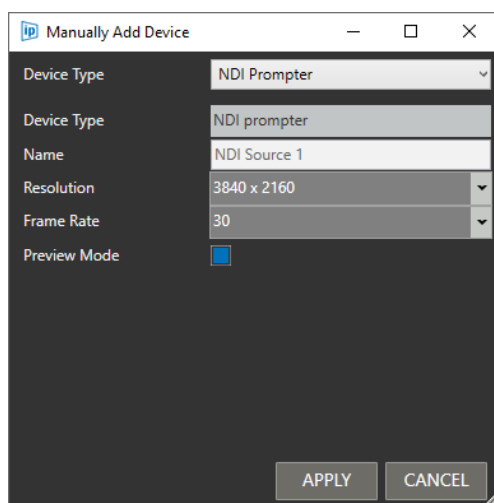 ip Manually Add Device
Device Type NDI Prompter
Device Type NDI prompter
Name NDI Source 1
Resolution 3840 x 2160
Frame Rate 30
Preview Mode
APPLY CANCEL